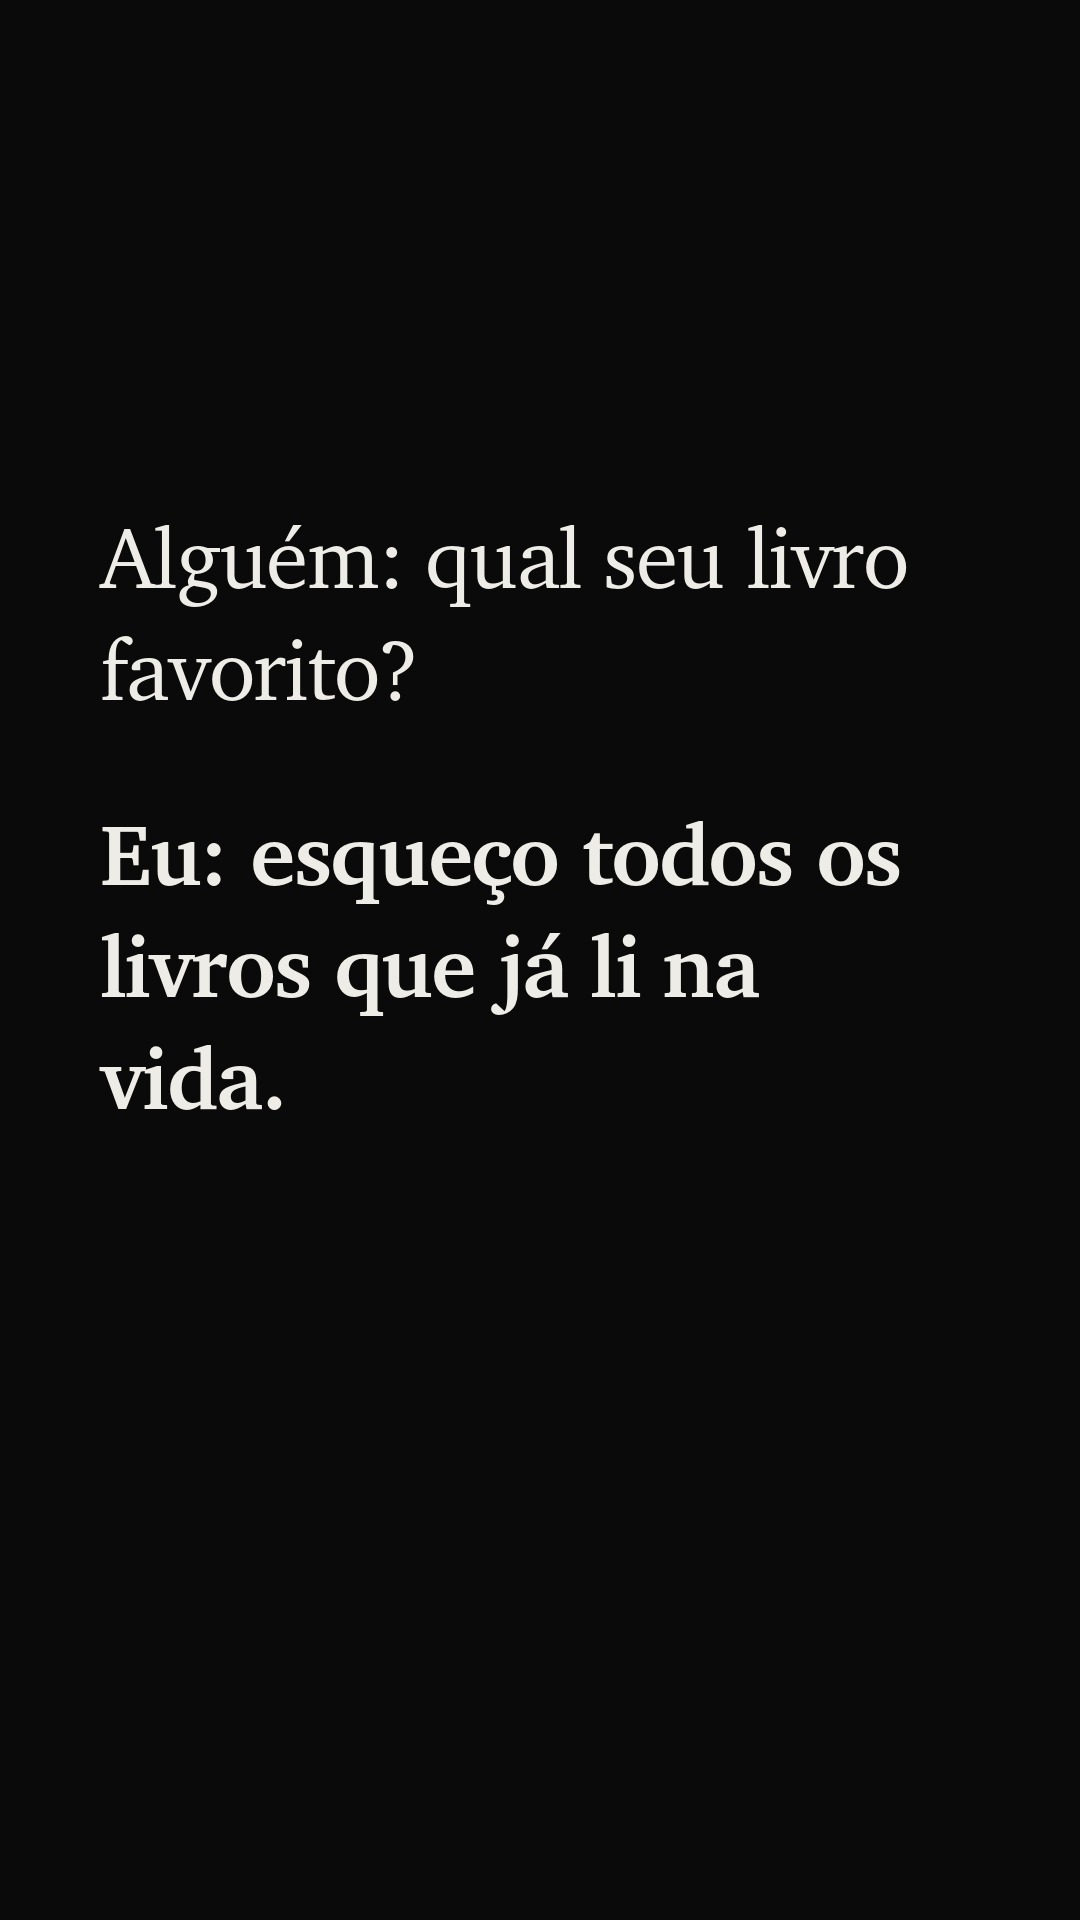 Alguém: qual seu livro
favorito?
Eu: esqueço todos os
livros que já li na
vida.